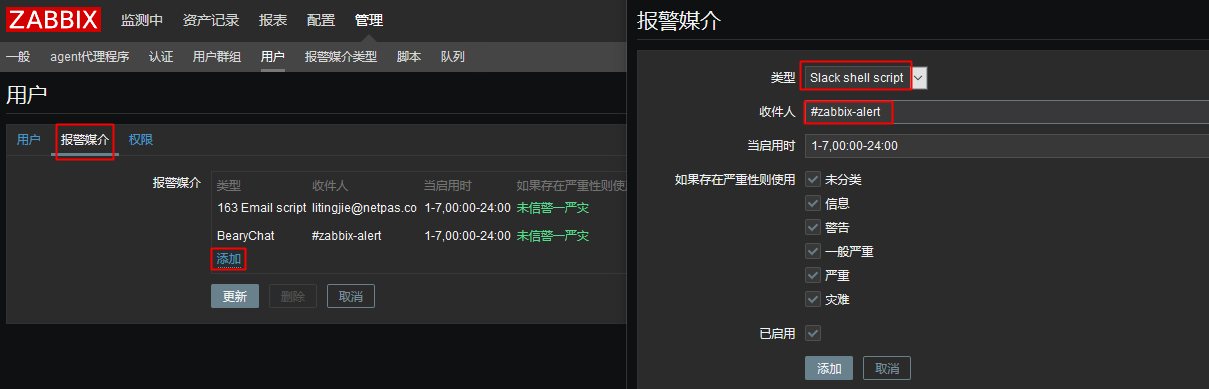 ZABBIX 监测中 资产记录 报表 配置 管理
一般 agent代理程序 认证 用户群组 用户 报警媒介类型 脚本 队列
用户
用户 报警媒介 权限
报警媒介 类型 收件人 当启用时 如果存在严重性则使
163 Email script litingjie@netpas.co 1-7,00:00-24:00 未信警一严灾
BearyChat #zabbix-alert 1-7,00:00-24:00 未信警一严灾
添加
更新 删除 取消
报警媒介
类型 Slack shell script
收件人 #zabbix-alert
当启用时 1-7,00:00-24:00
如果存在严重性则使用 未分类
信息
警告
一般严重
严重
灾难
已启用
添加 取消